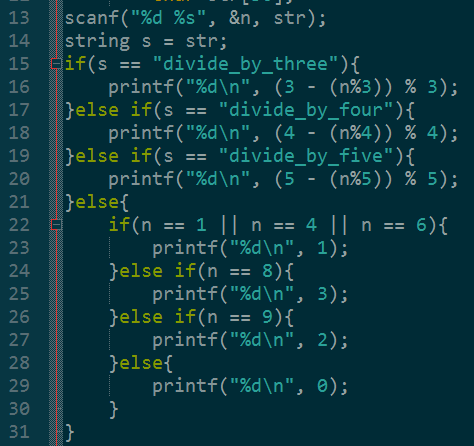 13 scanf("%d %s", &n, str);
14 string s = str;
15 if(s == "divide_by_three"){
16 printf("%d\n", (3 - (n%3)) % 3);
17 }else if(s == "divide_by_four"){
18 printf("%d\n", (4 - (n%4)) % 4);
19 }else if(s == "divide_by_five"){
20 printf("%d\n", (5 - (n%5)) % 5);
21 }else{
22 if(n == 1 || n == 4 || n == 6){
23 printf("%d\n", 1);
24 }else if(n == 8){
25 printf("%d\n", 3);
26 }else if(n == 9){
27 printf("%d\n", 2);
28 }else{
29 printf("%d\n", 0);
30 }
31 }